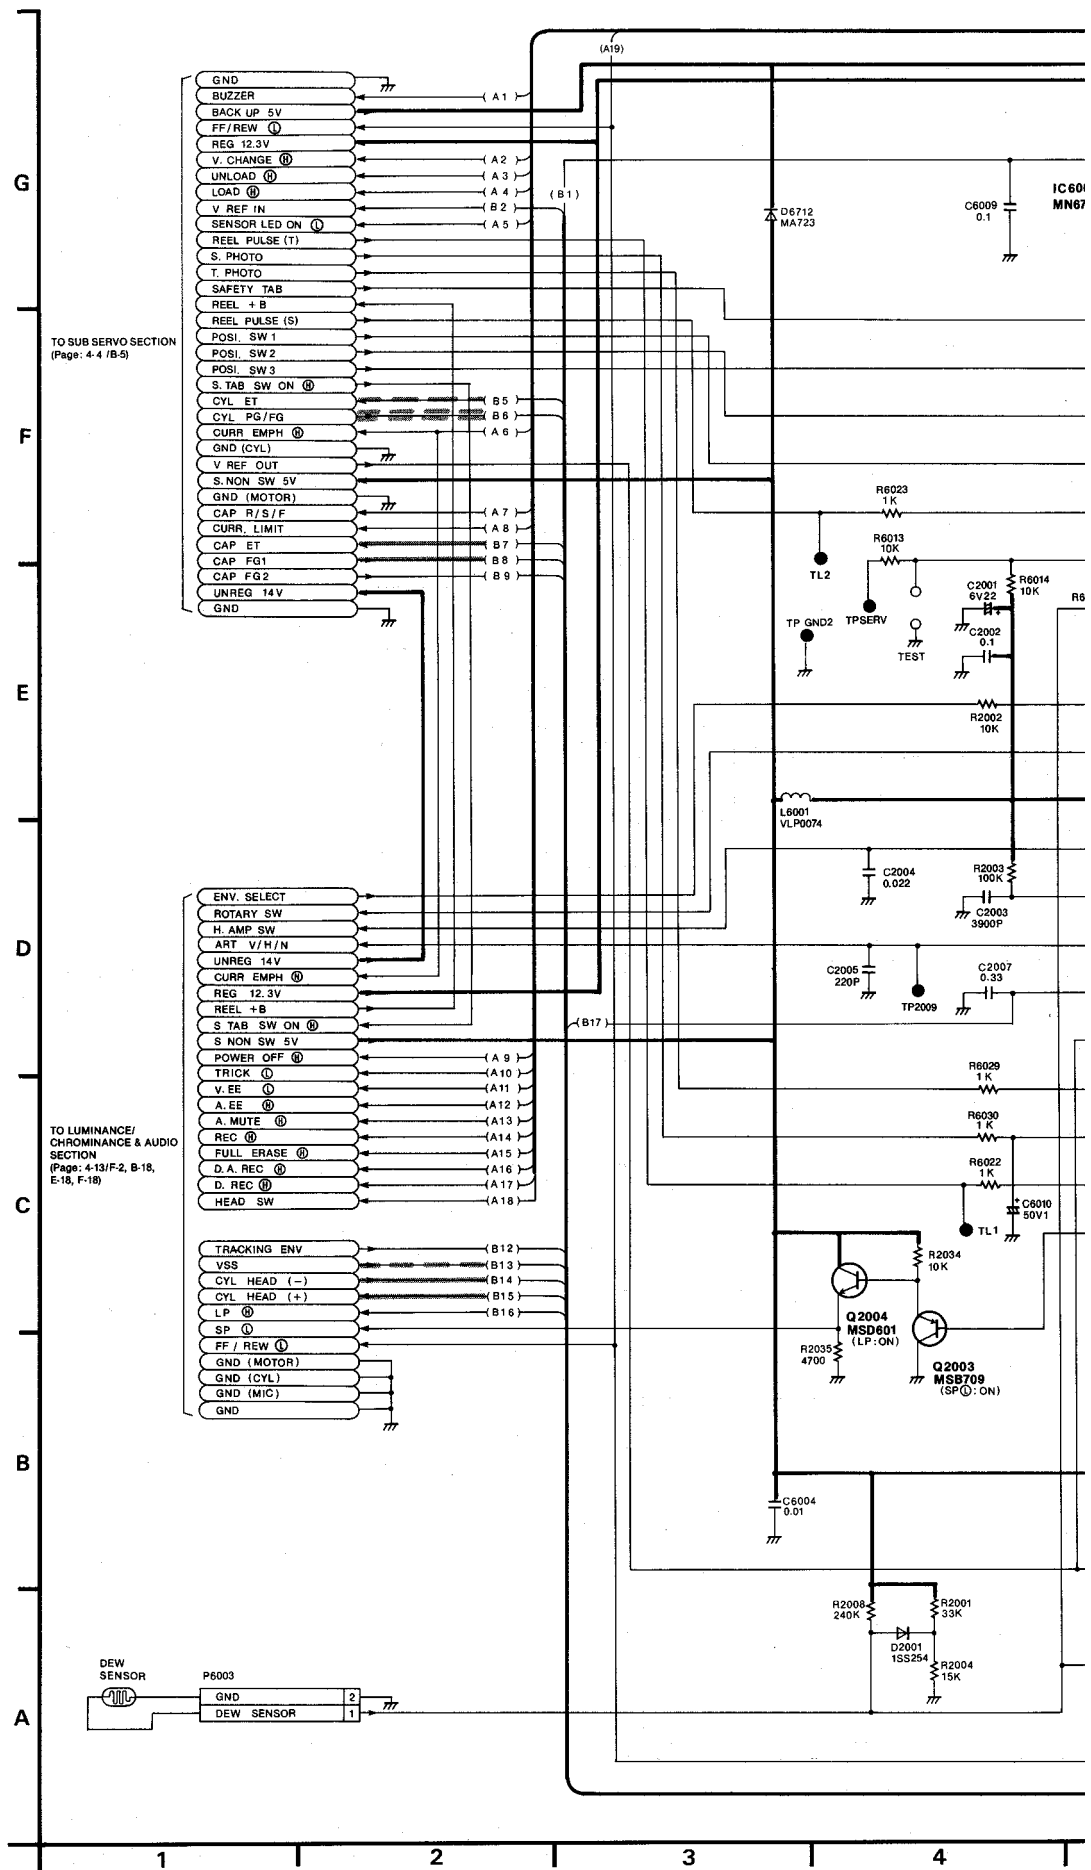 (A19)
GND
BUZZER
(A1)
BACK UP 5V
FF/REW Ⓛ
REG 12.3V
V. CHANGE Ⓗ
(A2)
UNLOAD Ⓗ
(A3)
G
LOAD Ⓗ
(A4)
(B1)
V REF IN
(B2)
SENSOR LED ON Ⓛ
(A5)
REEL PULSE (T)
S. PHOTO
T. PHOTO
SAFETY TAB
REEL +B
REEL PULSE (S)
POSI. SW1
POSI. SW2
POSI. SW3
S. TAB SW ON Ⓗ
CYL ET
(B5)
CYL PG/FG
(B6)
CURR EMPH Ⓗ
(A6)
GND (CYL)
V REF OUT
S. NON SW 5V
GND (MOTOR)
CAP R/S/F
(A7)
CURR. LIMIT
(A8)
CAP ET
(B7)
CAP FG1
(B8)
CAP FG2
(B9)
UNREG 14V
GND
TO SUB SERVO SECTION
(Page: 4-4 /B-5)
F
E
D6712
MA723
C6009
0.1
IC600
MN67
R6023
1K
R6013
10K
TL2
TPSERV
TP GND2
TEST
C2001
6V22
+
R6014
10K
R6
C2002
0.1
R2002
10K
L6001
VLP0074
C2004
0.022
R2003
100K
C2003
3900P
C2005
220P
TP2009
C2007
0.33
D
ENV. SELECT
ROTARY SW
H. AMP SW
ART V/H/N
UNREG 14V
CURR EMPH Ⓗ
REG 12.3V
REEL +B
S TAB SW ON Ⓗ
(B17)
S NON SW 5V
POWER OFF Ⓗ
(A9)
TRICK Ⓛ
(A10)
V. EE Ⓛ
(A11)
A. EE Ⓗ
(A12)
A. MUTE Ⓗ
(A13)
REC Ⓗ
(A14)
FULL ERASE Ⓗ
(A15)
D. A. REC Ⓗ
(A16)
D. REC Ⓗ
(A17)
HEAD SW
(A18)
TO LUMINANCE/
CHROMINANCE & AUDIO
SECTION
(Page: 4-13/F-2, B-18,
E-18, F-18)
C
R6029
1K
R6030
1K
R6022
1K
TL1
+
C6010
50V1
TRACKING ENV
(B12)
VSS
(B13)
CYL HEAD (-)
(B14)
CYL HEAD (+)
(B15)
LP Ⓗ
(B16)
SP Ⓛ
FF / REW Ⓛ
GND (MOTOR)
GND (CYL)
GND (MIC)
GND
R2034
10K
Q2004
MSD601
(LP:ON)
R2035
4700
Q2003
MSB709
(SPⓁ:ON)
B
C6004
0.01
R2008
240K
R2001
33K
D2001
1SS254
R2004
15K
DEW
SENSOR
P6003
GND 2
DEW SENSOR 1
A
1 2 3 4